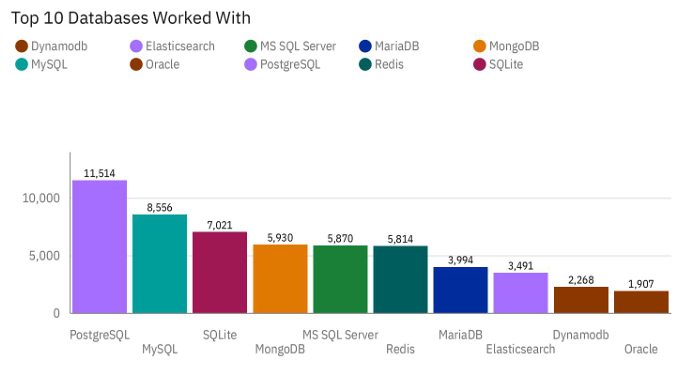 Top 10 Databases Worked With
Dynamodb Elasticsearch MS SQL Server MariaDB MongoDB
MySQL Oracle PostgreSQL Redis SQLite
11,514
8,556
7,021
5,930 5,870 5,814
3,994
3,491
2,268
1,907
10,000
5,000
0
PostgreSQL SQLite MS SQL Server MariaDB Dynamodb
MySQL MongoDB Redis Elasticsearch Oracle